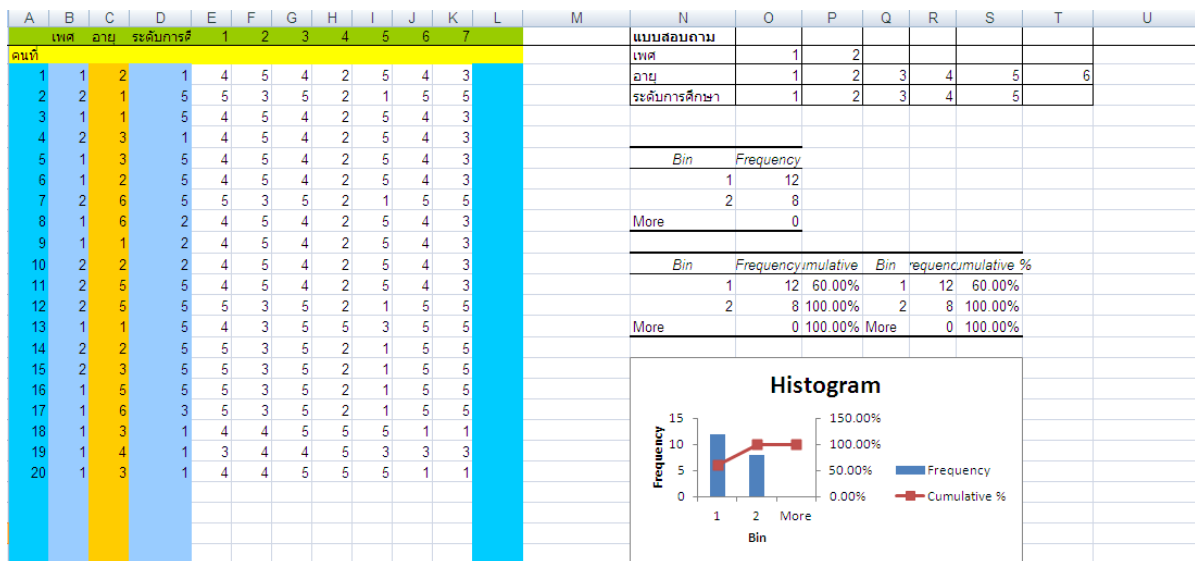 A B C D E F G H I J K L M N O P Q R S T U
เพศ อายุ ระดับการศึ 1 2 3 4 5 6 7 แบบสอบถาม
คนที่ เพศ 1 2
1 1 2 1 4 5 4 2 5 4 3 อายุ 1 2 3 4 5 6
2 2 1 5 5 3 5 2 1 5 5 ระดับการศึกษา 1 2 3 4 5
3 1 1 5 4 5 4 2 5 4 3
4 2 3 1 4 5 4 2 5 4 3
5 1 3 5 4 5 4 2 5 4 3 Bin Frequency
6 1 2 5 4 5 4 2 5 4 3 1 12
7 2 6 5 5 3 5 2 1 5 5 2 8
8 1 6 2 4 5 4 2 5 4 3 More 0
9 1 1 2 4 5 4 2 5 4 3
10 2 2 2 4 5 4 2 5 4 3 Bin Frequency umulative Bin requenc umulative %
11 2 5 5 4 5 4 2 5 4 3 1 12 60.00% 1 12 60.00%
12 2 5 5 5 3 5 2 1 5 5 2 8 100.00% 2 8 100.00%
13 1 1 5 4 3 5 5 3 5 5 More 0 100.00% More 0 100.00%
14 2 2 5 5 3 5 2 1 5 5
15 2 3 5 5 3 5 2 1 5 5
16 1 5 5 5 3 5 2 1 5 5
17 1 6 3 5 3 5 2 1 5 5
18 1 3 1 4 4 5 5 5 1 1
19 1 4 1 3 4 4 5 3 3 3
20 1 3 1 4 4 5 5 5 1 1
Histogram
Frequency
15 150.00%
10 100.00%
5 50.00%
0 0.00%
1 2 More
Bin
Frequency
Cumulative %